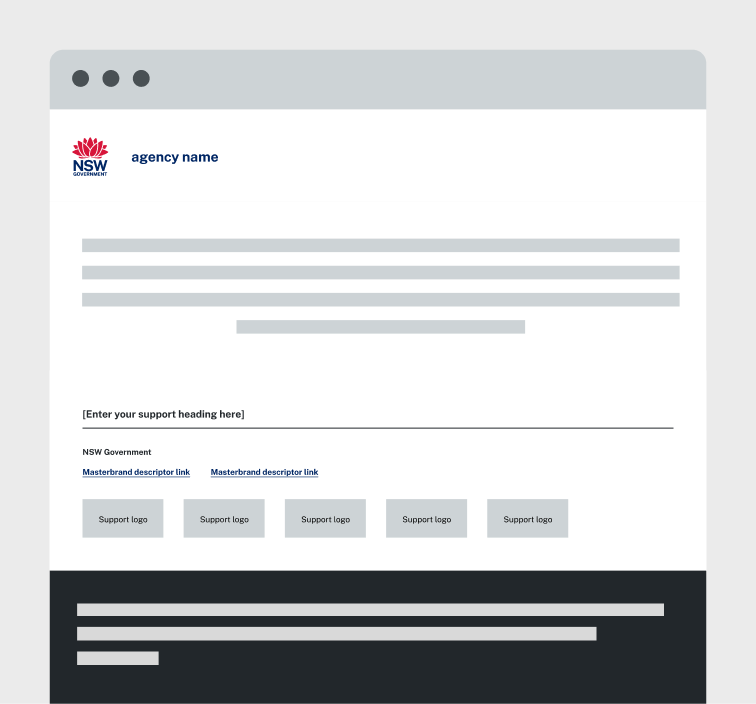 NSW
GOVERNMENT
agency name
[Enter your support heading here]
NSW Government
Masterbrand descriptor link Masterbrand descriptor link
Support logo Support logo Support logo Support logo Support logo